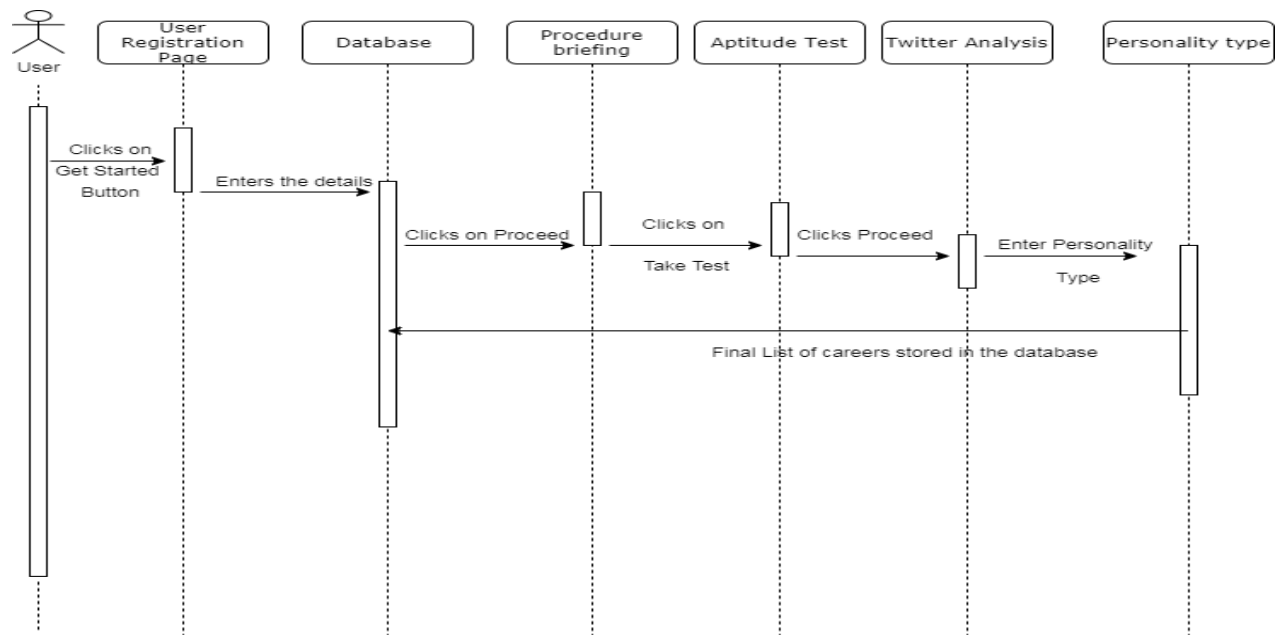 User
User
Registration
Page
Database
Procedure
briefing
Aptitude Test
Twitter Analysis
Personality type
Clicks on
Get Started
Button
Enters the details
Clicks on Proceed
Clicks on
Take Test
Clicks Proceed
Enter Personality
Type
Final List of careers stored in the database